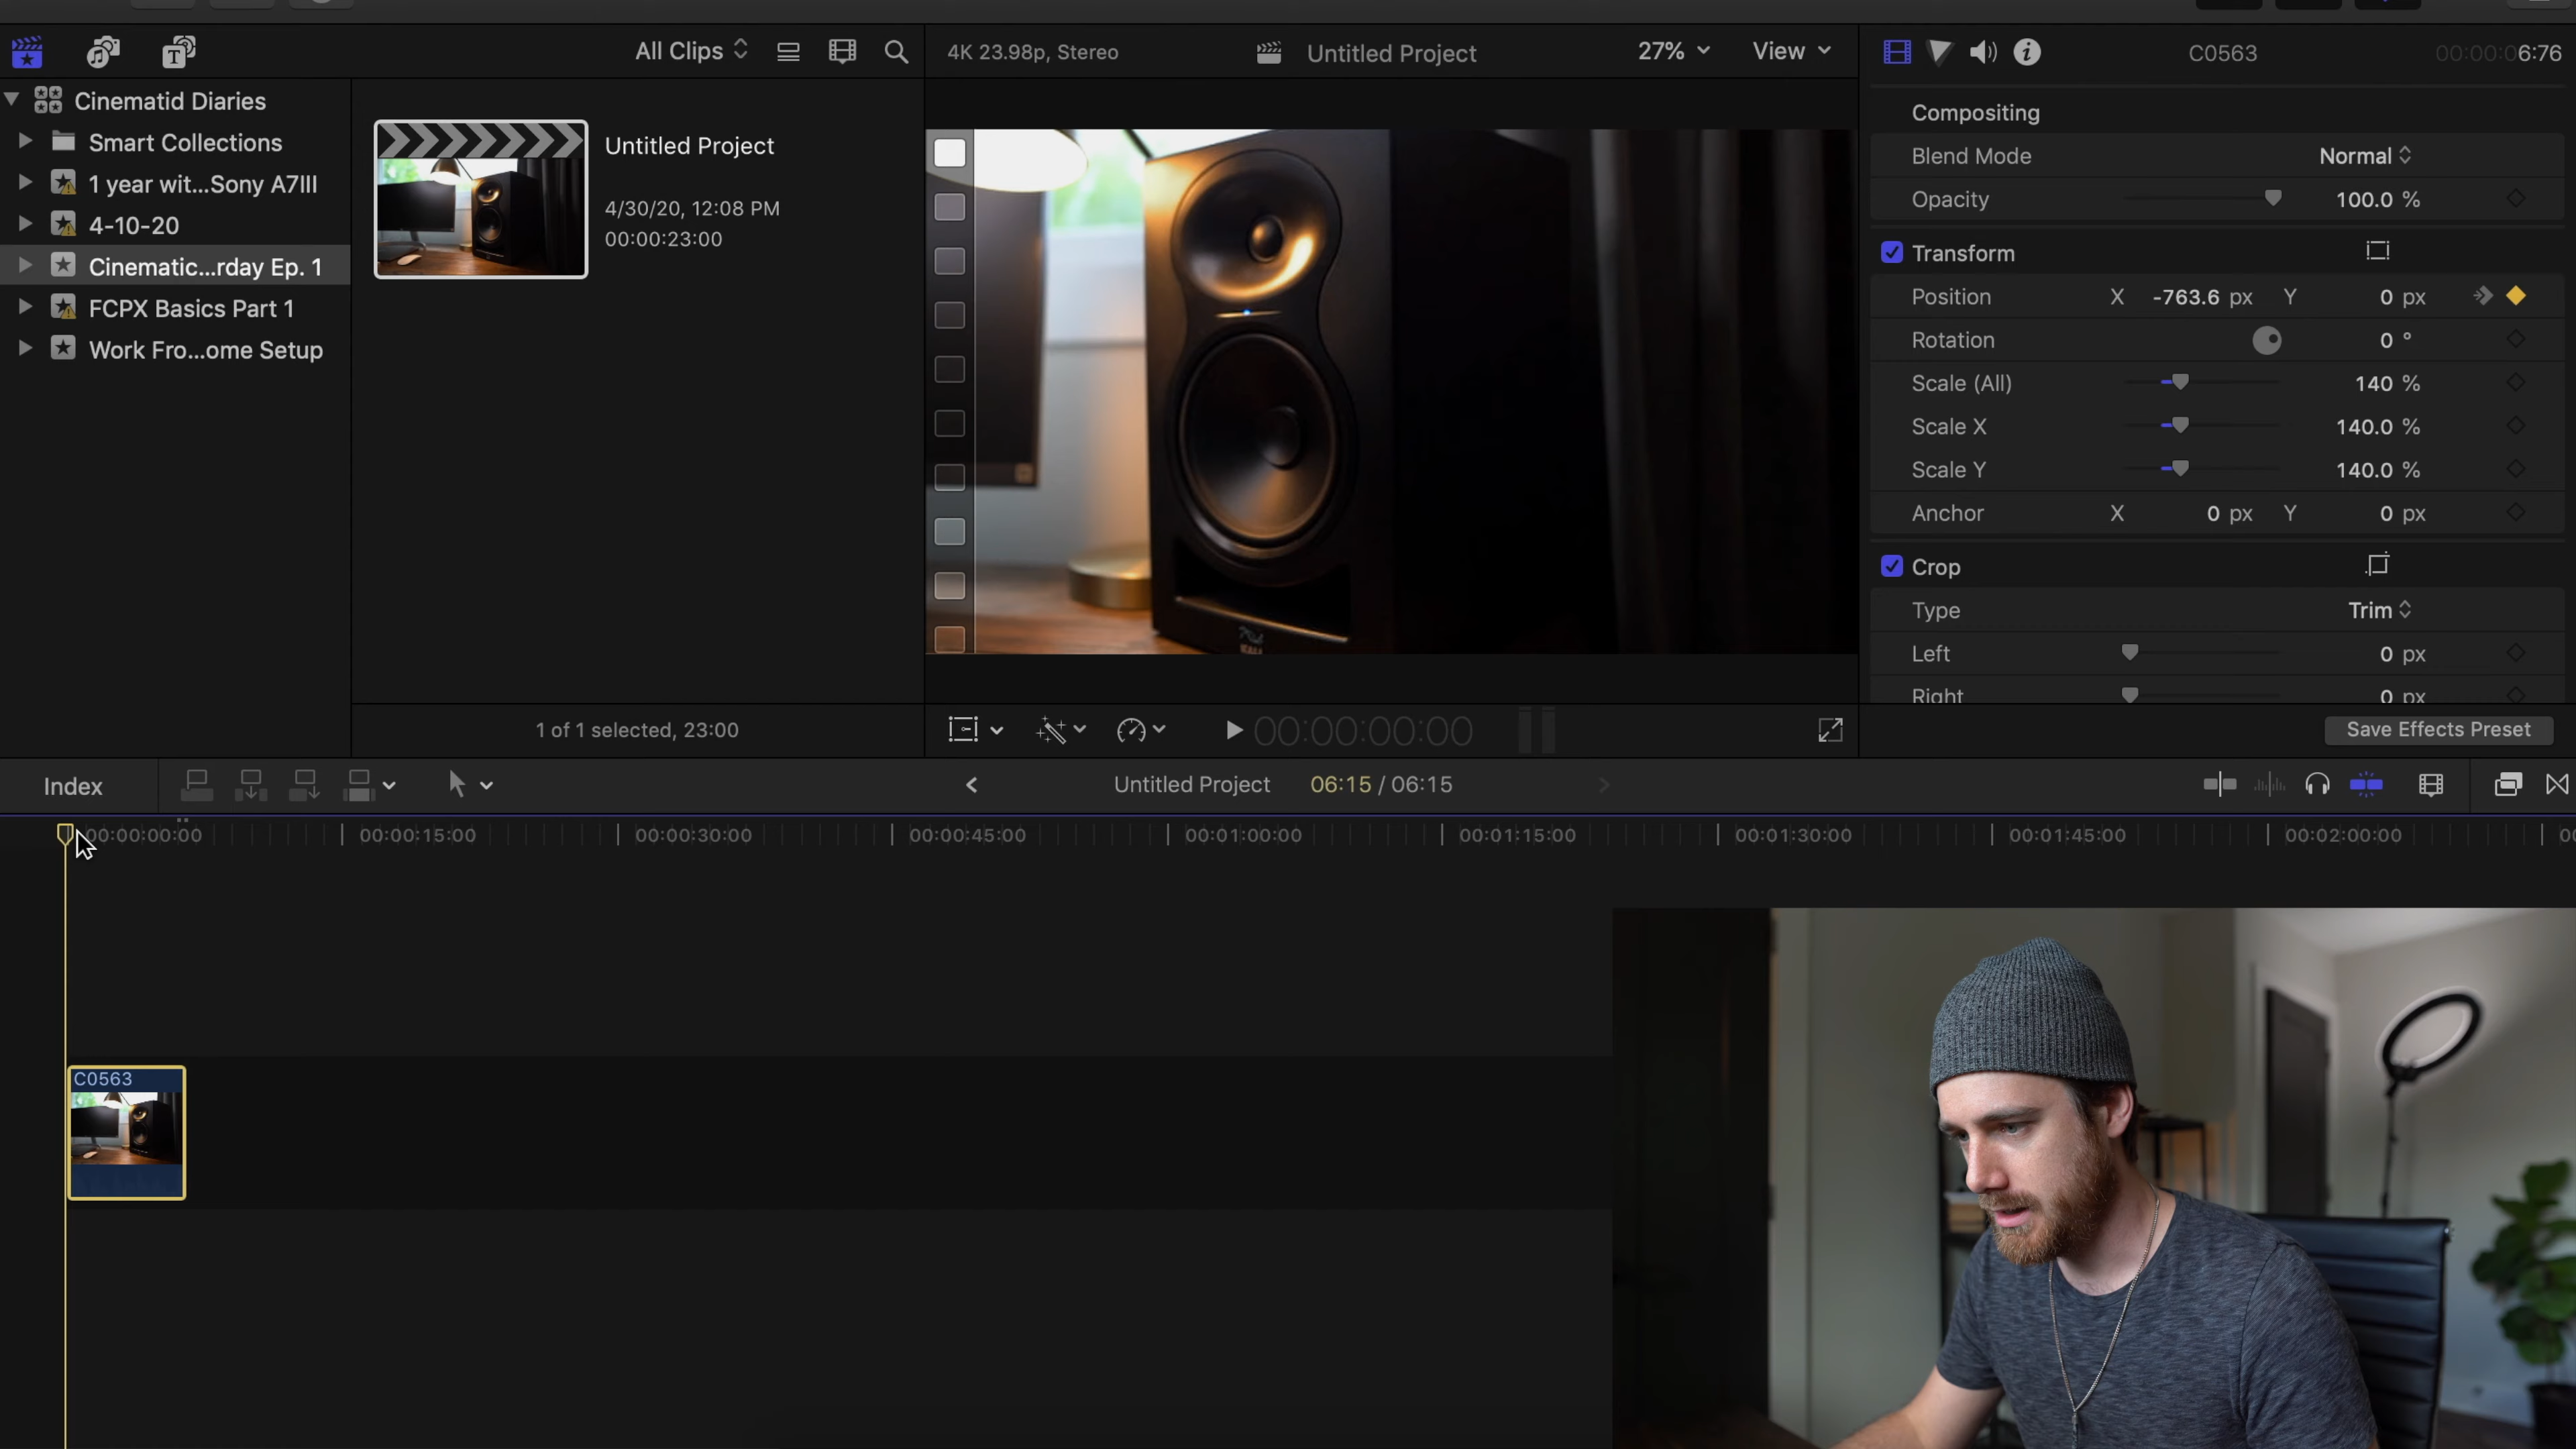 All Clips
4K 23.98p, Stereo
Untitled Project
27%
View
C0563
00:00:06:76
Cinematid Diaries
Smart Collections
1 year wit...Sony A7III
4-10-20
Cinematic...rday Ep. 1
FCPX Basics Part 1
Work Fro...ome Setup
Untitled Project
4/30/20, 12:08 PM
00:00:23:00
1 of 1 selected, 23:00
Compositing
Blend Mode Normal
Opacity 100.0 %
Transform
Position X -763.6 px Y 0 px
Rotation 0 °
Scale (All) 140 %
Scale X 140.0 %
Scale Y 140.0 %
Anchor X 0 px Y 0 px
Crop
Type Trim
Left 0 px
Right 0 px
00:00:00:00
Save Effects Preset
Index
Untitled Project 06:15 / 06:15
00:00:00:00 00:00:15:00 00:00:30:00 00:00:45:00 00:01:00:00 00:01:15:00 00:01:30:00 00:01:45:00 00:02:00:00
C0563